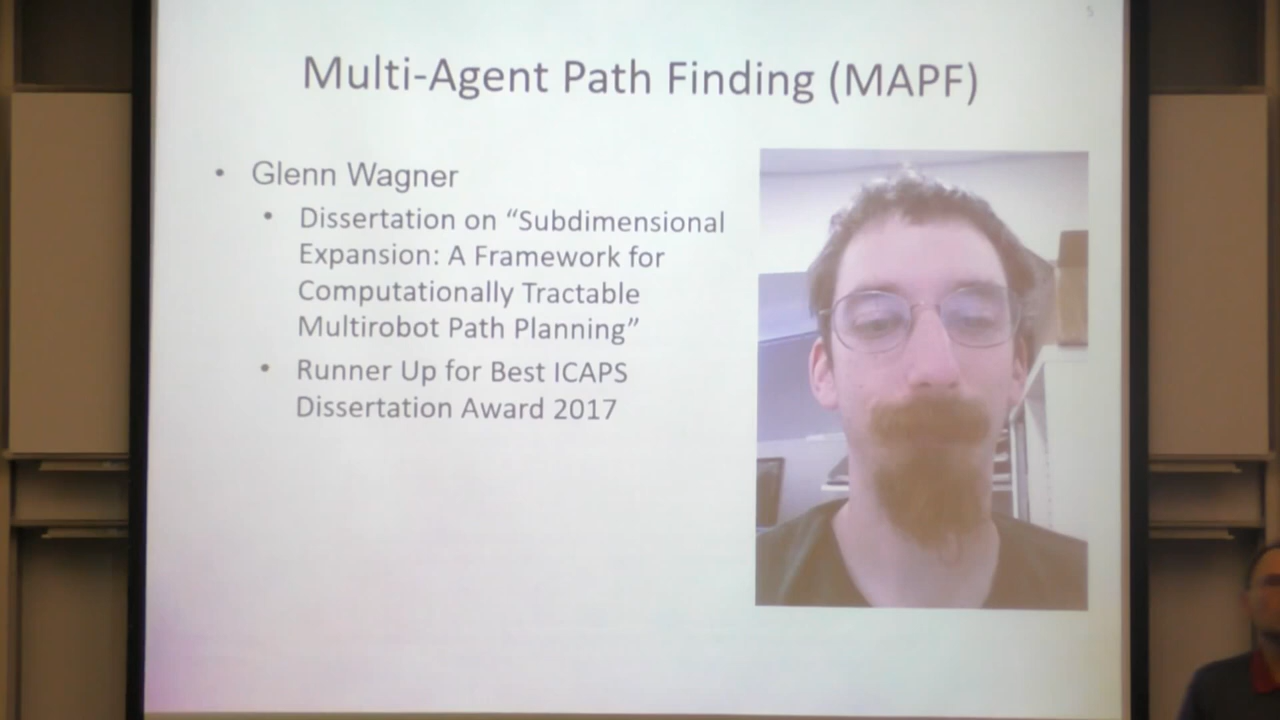 Multi-Agent Path Finding (MAPF)
• Glenn Wagner
• Dissertation on “Subdimensional
Expansion: A Framework for
Computationally Tractable
Multirobot Path Planning”
• Runner Up for Best ICAPS
Dissertation Award 2017